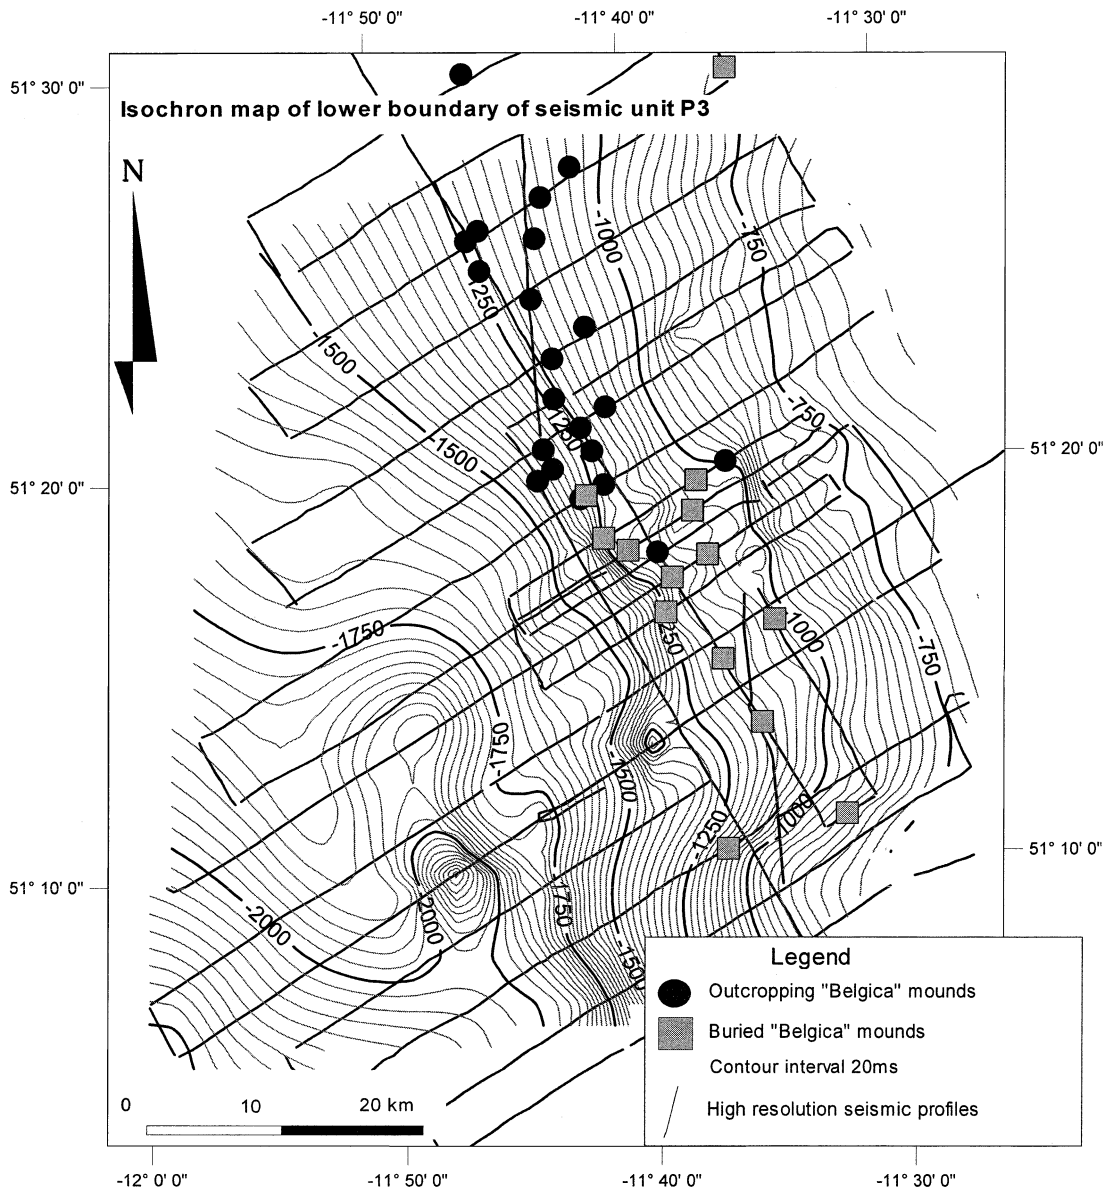 -11° 50' 0"
-11° 40' 0"
-11° 30' 0"
51° 30' 0"
Isochron map of lower boundary of seismic unit P3
N
-1000
-750
-1500
250
-750
-1500
1250
51° 20' 0"
51° 20' 0"
-1750
250
-1000
-750
-1750
-1500
-1250
-1000
51° 10' 0"
51° 10' 0"
-2000
-2000
-1750
-1500
Legend
Outcropping "Belgica" mounds
Buried "Belgica" mounds
Contour interval 20ms
High resolution seismic profiles
0 10 20 km
-12° 0' 0"
-11° 50' 0"
-11° 40' 0"
-11° 30' 0"